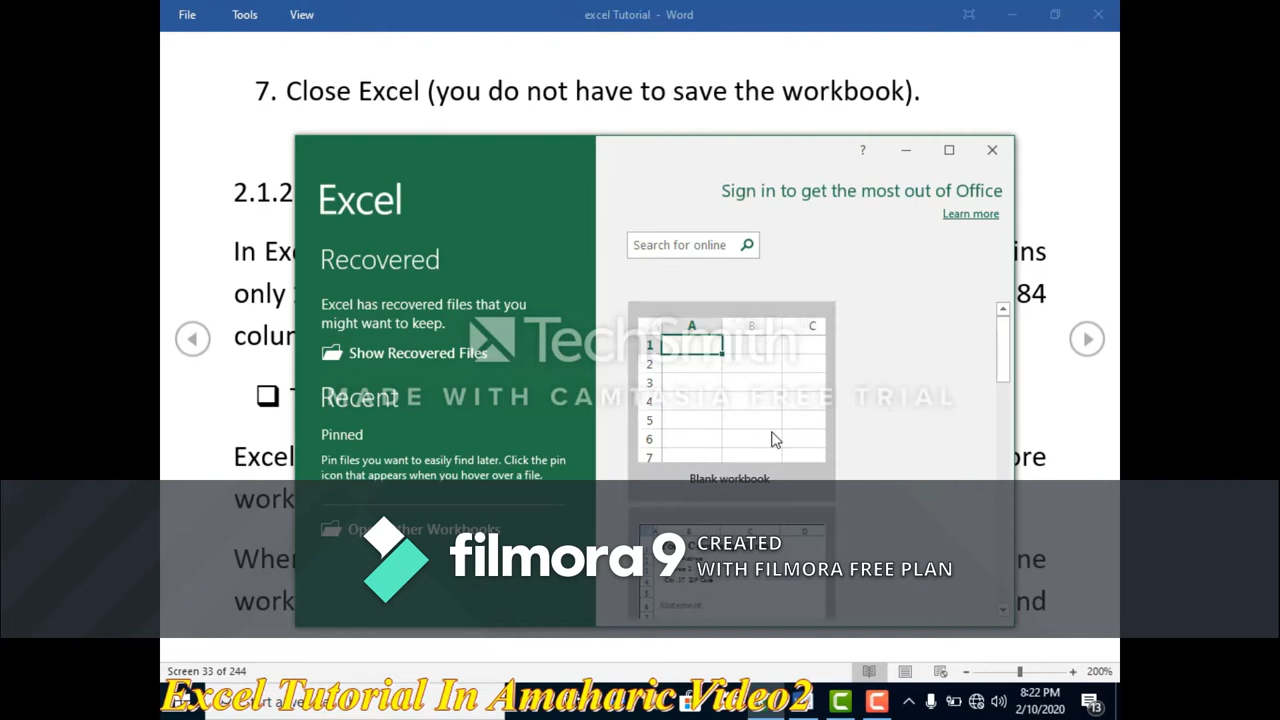 File Tools View excel Tutorial - Word
7. Close Excel (you do not have to save the workbook).
2.1.2
In Exc
ins
only
84
colum
Excel
ore
work
When
ne
work
nd
Excel
Recovered
Excel has recovered files that you
might want to keep.
Show Recovered Files
Recent
Pinned
Pin files you want to easily find later. Click the pin
icon that appears when you hover over a file.
Open Other Workbooks
?
Sign in to get the most out of Office
Learn more
Search for online
A B C
1
2
3
4
5
6
7
Blank workbook
Statement
TechSmith
MADE WITH CAMTASIA FREE TRIAL
filmora9 CREATED
WITH FILMORA FREE PLAN
Screen 33 of 244
200%
Excel Tutorial In Amaharic Video2
8:22 PM
2/10/2020
13